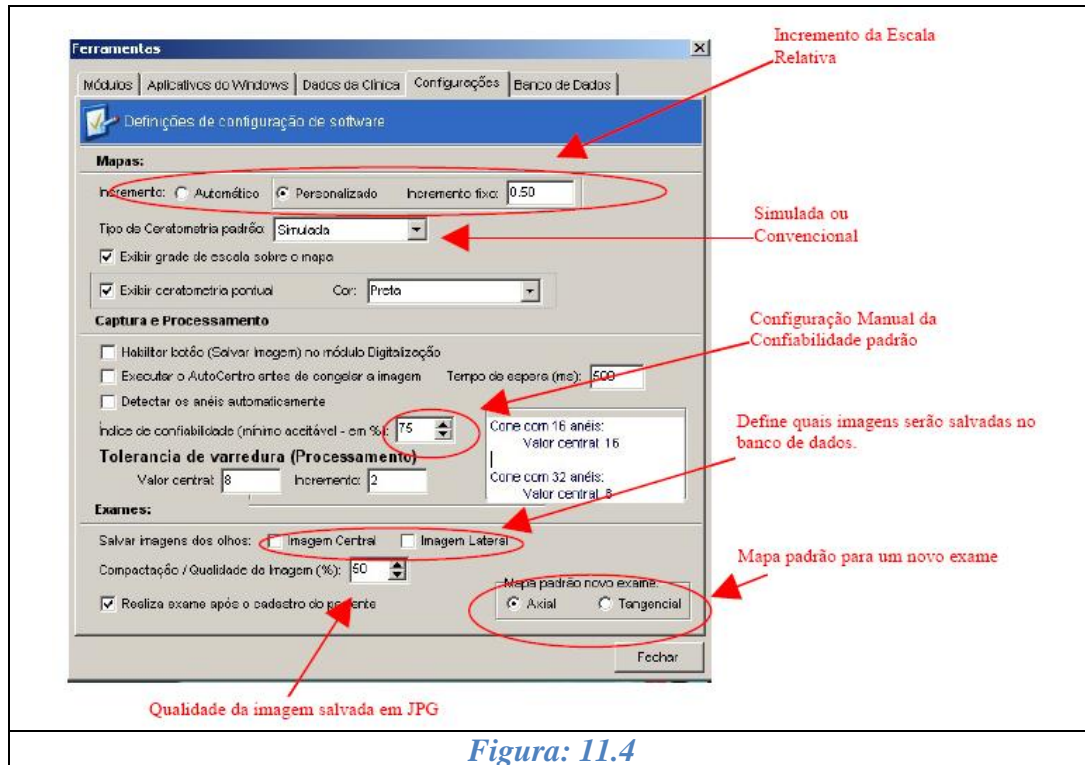 Incremento da Escala
Relativa
Ferramentas
Módulos Aplicativos do Windows Dados da Clínica Configurações Banco de Dados
Definições de configuração de software
Mapas:
Incremento: Automático Personalizado Incremento fixo: 0.50
Tipo de Ceratometria padrão: Simulada
Simulada ou
Convencional
Exibir grade de escala sobre o mapa
Exibir ceratometria pontual Cor: Preta
Captura e Processamento
Configuração Manual da
Confiabilidade padrão
Habilitar botão (Salvar Imagem) no módulo Digitalização
Executar o AutoCentro antes de congelar a imagem Tempo de espera (ms): 500
Detectar os anéis automaticamente
Índice de confiabilidade (mínimo aceitável - em %): 75
Cone com 16 anéis:
Valor central: 16
Cone com 32 anéis:
Valor central: 8
Define quais imagens serão salvadas no
banco de dados.
Tolerancia de varredura (Processamento)
Valor central: 8 Incremento: 2
Exames:
Salvar imagens dos olhos: Imagem Central Imagem Lateral
Compactação / Qualidade da Imagem (%): 50
Mapa padrão novo exame:
Axial Tangencial
Mapa padrão para um novo exame
Realiza exame após o cadastro do paciente
Fechar
Qualidade da imagem salvada em JPG
Figura: 11.4